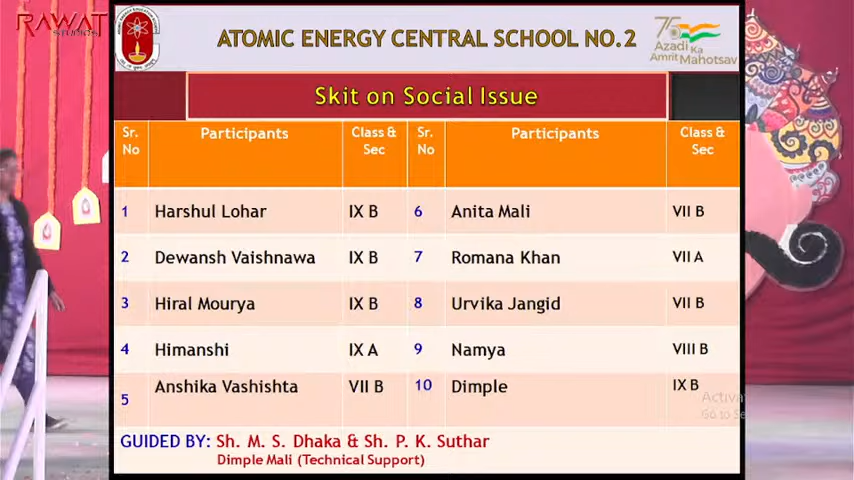 RAWAT
STUDIOS
ATOMIC ENERGY CENTRAL SCHOOL NO.2
75
Azadi Ka
Amrit Mahotsav
Skit on Social Issue
Sr. No Participants Class & Sec Sr. No Participants Class & Sec
1 Harshul Lohar IX B 6 Anita Mali VII B
2 Dewansh Vaishnawa IX B 7 Romana Khan VII A
3 Hiral Mourya IX B 8 Urvika Jangid VII B
4 Himanshi IX A 9 Namya VIII B
5 Anshika Vashishta VII B 10 Dimple IX B
GUIDED BY: Sh. M. S. Dhaka & Sh. P. K. Suthar
Dimple Mali (Technical Support)